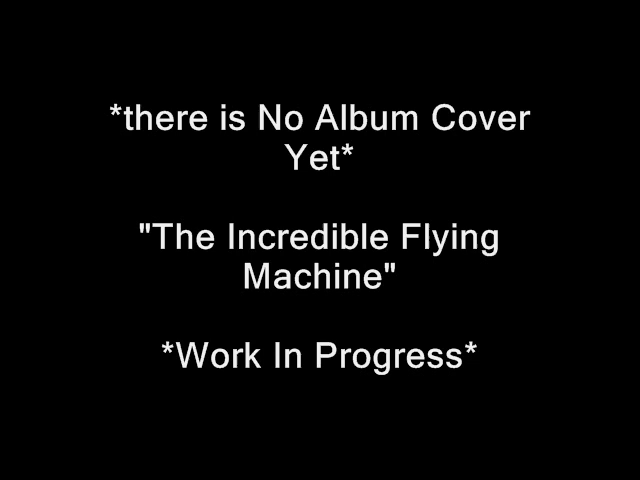 *there is No Album Cover
Yet*
"The Incredible Flying
Machine"
*Work In Progress*